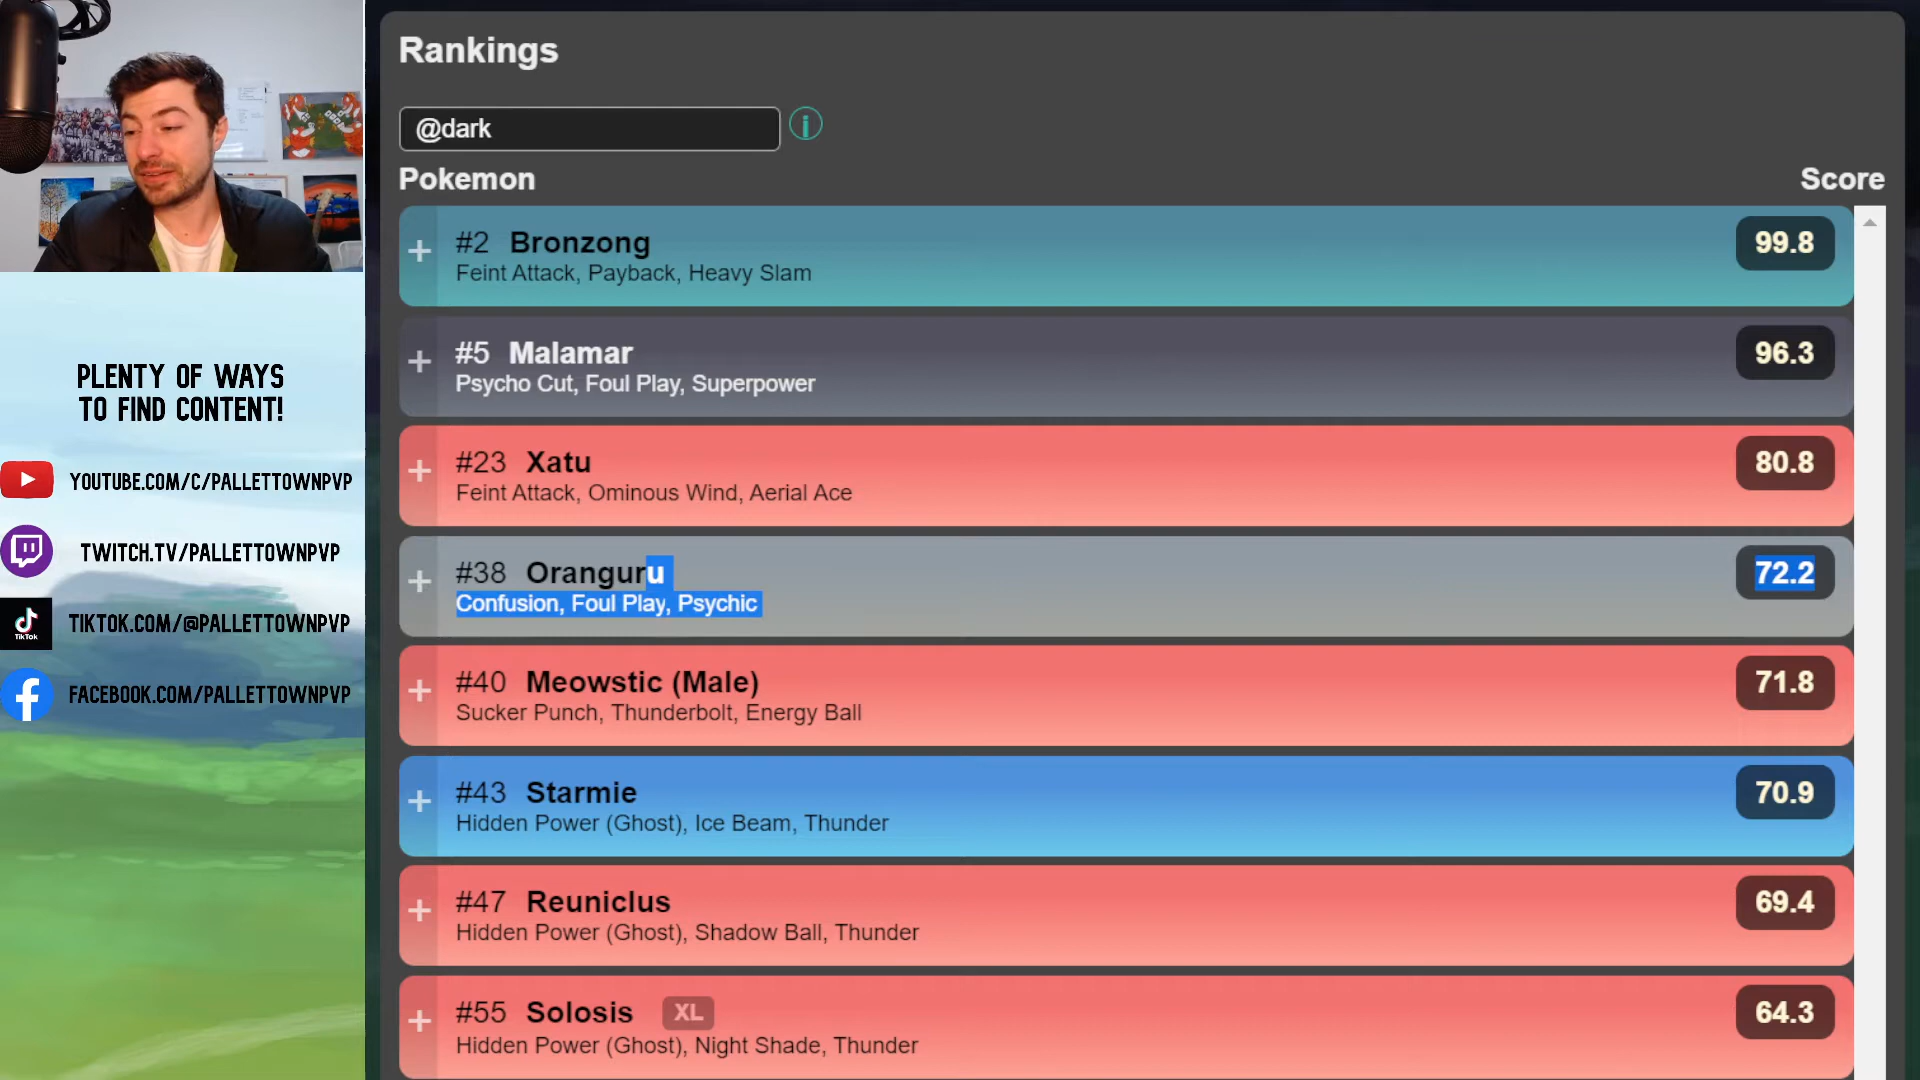 Rankings
@dark
i
Pokemon
Score
+ #2 Bronzong 99.8
Feint Attack, Payback, Heavy Slam
+ #5 Malamar 96.3
Psycho Cut, Foul Play, Superpower
+ #23 Xatu 80.8
Feint Attack, Ominous Wind, Aerial Ace
+ #38 Oranguru 72.2
Confusion, Foul Play, Psychic
+ #40 Meowstic (Male) 71.8
Sucker Punch, Thunderbolt, Energy Ball
+ #43 Starmie 70.9
Hidden Power (Ghost), Ice Beam, Thunder
+ #47 Reuniclus 69.4
Hidden Power (Ghost), Shadow Ball, Thunder
+ #55 Solosis XL 64.3
Hidden Power (Ghost), Night Shade, Thunder
PLENTY OF WAYS
TO FIND CONTENT!
YOUTUBE.COM/C/PALLETTOWNPVP
TWITCH.TV/PALLETTOWNPVP
TikTok
TIKTOK.COM/@PALLETTOWNPVP
FACEBOOK.COM/PALLETTOWNPVP